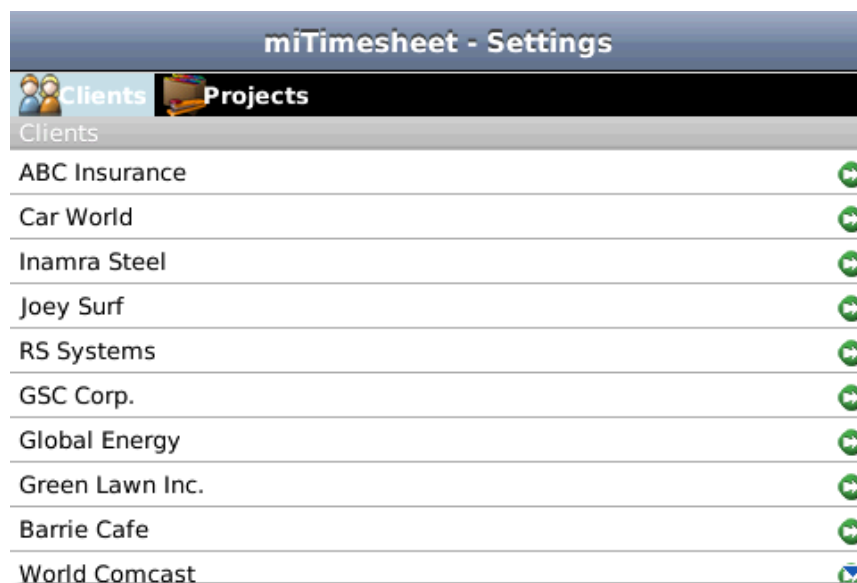 miTimesheet - Settings
Clients Projects
Clients
ABC Insurance
Car World
Inamra Steel
Joey Surf
RS Systems
GSC Corp.
Global Energy
Green Lawn Inc.
Barrie Cafe
World Comcast